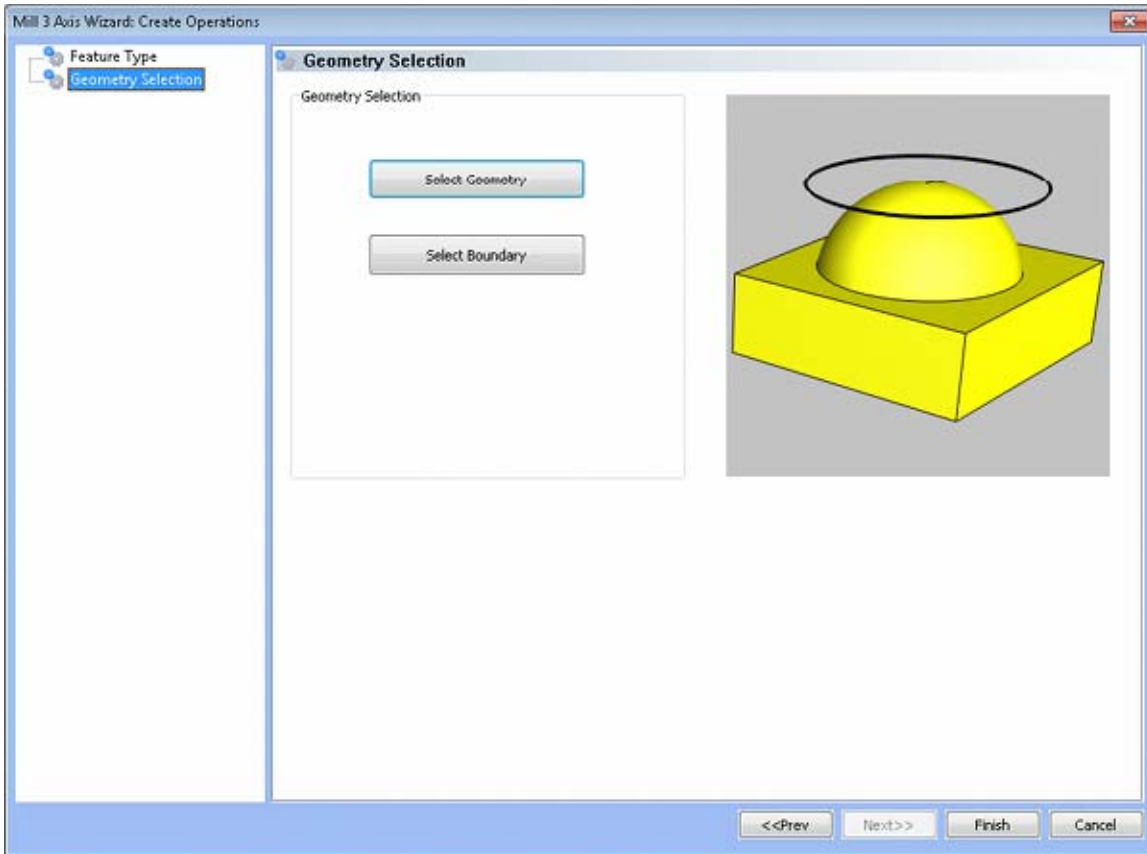 Mill 3 Axis Wizard: Create Operations
Feature Type
Geometry Selection
Geometry Selection
Geometry Selection
Select Geometry
Select Boundary
<<Prev
Next>>
Finish
Cancel